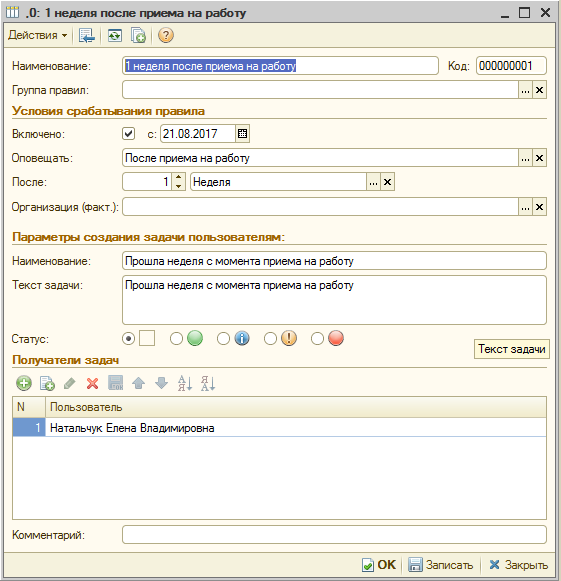 .0: 1 неделя после приема на работу
Действия
Наименование: 1 неделя после приема на работу Код: 000000001
Группа правил: ... ×
Условия срабатывания правила
Включено: с: 21.08.2017
Оповещать: После приема на работу ... ×
После: 1 Неделя ... ×
Организация (факт.): ... ×
Параметры создания задачи пользователям:
Наименование: Прошла неделя с момента приема на работу
Текст задачи: Прошла неделя с момента приема на работу
Статус:
Текст задачи
Получатели задач
N Пользователь
1 Натальчук Елена Владимировна
Комментарий:
OK Записать Закрыть